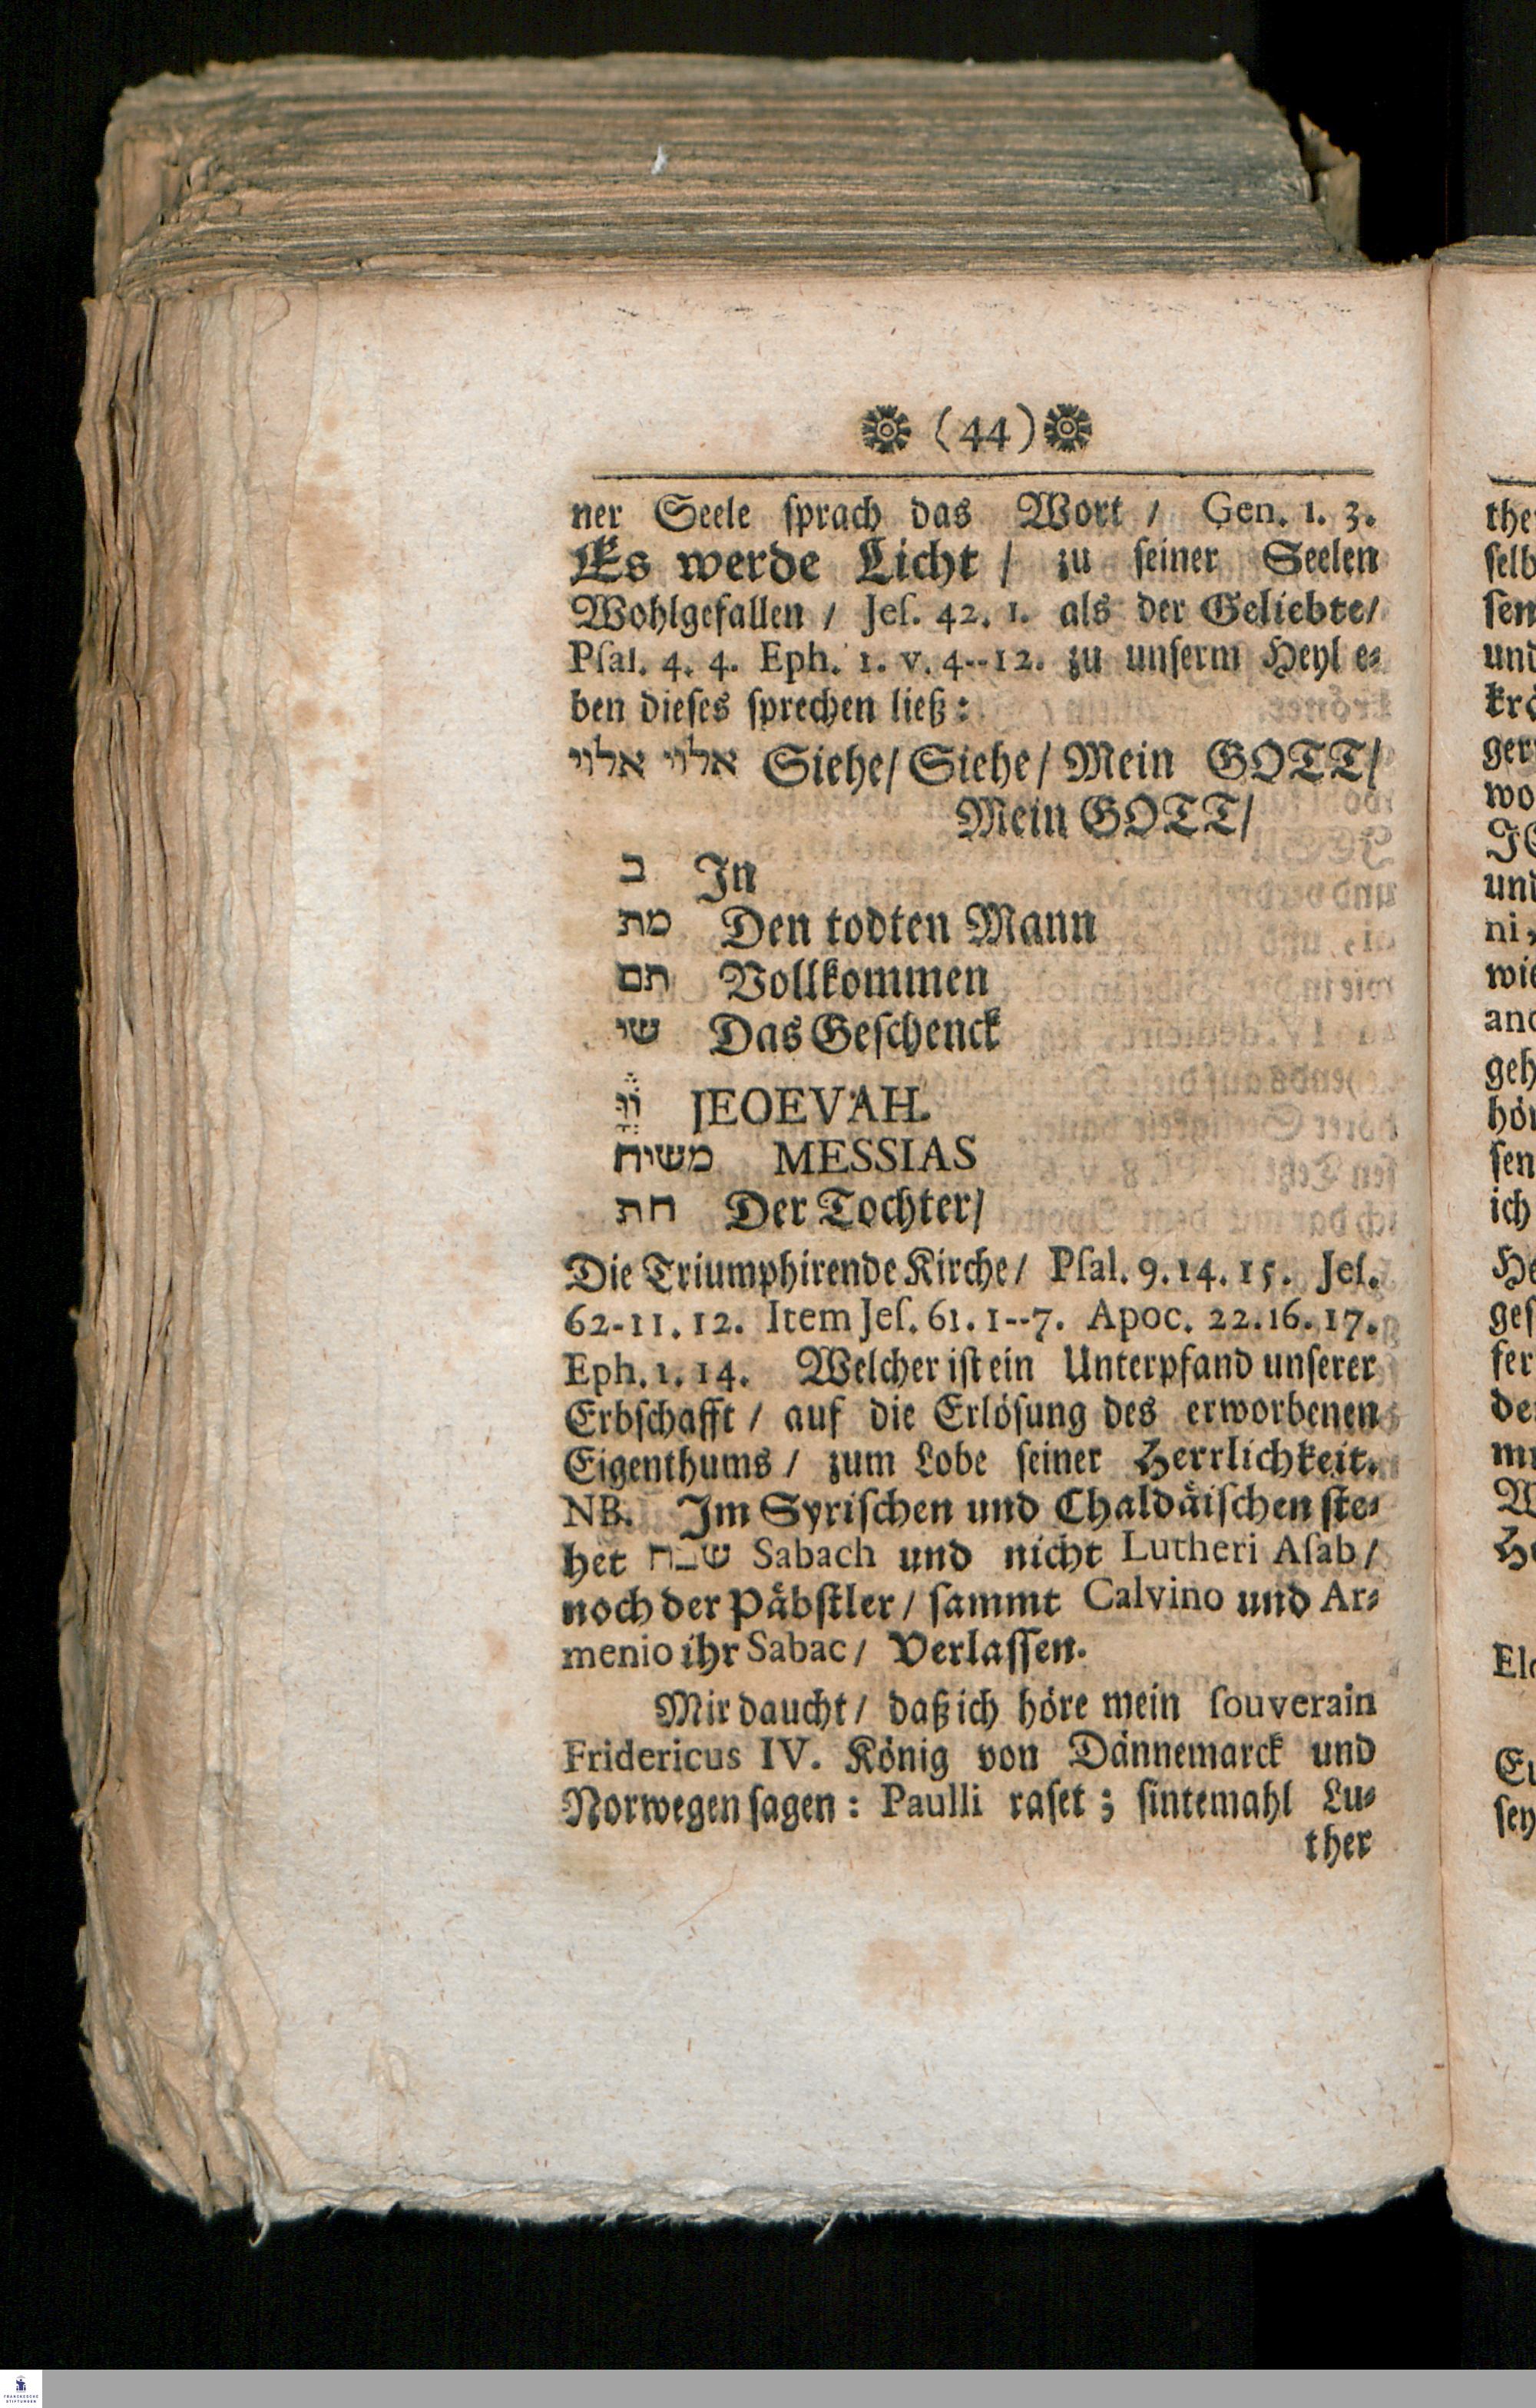 (44)
ner Seele ſprach das Wort / Gen. 1. 3.
Es werde Licht / zu ſeiner Seelen
Wohlgefallen / Jeſ. 42. 1. als der Geliebte/
Pſal. 4. 4. Eph. 1. v. 4--12. zu unſerm Heyl e⸗
ben dieſes ſprechen ließ:
אלוי אלוי Siehe/ Siehe/ Mein GOTT/
Mein GOTT/
ב In
מת Den todten Mann
תם Vollkommen
שי Das Geſchenck
JEOEVAH.
משיח MESSIAS
חת Der Tochter/
Die Triumphirende Kirche/ Pſal. 9. 14. 15. Jeſ.
62-11. 12. Item Jeſ. 61. 1--7. Apoc. 22. 16. 17.
Eph. 1. 14. Welcher iſt ein Unterpfand unſerer
Erbſchafft / auf die Erlöſung des erworbenen
Eigenthums / zum Lobe ſeiner Herrlichkeit.
NB. Im Syriſchen und Chaldäiſchen ſte⸗
het שבח Sabach und nicht Lutheri Aſab /
noch der Päbſtler / ſammt Calvino und Ar⸗
menio ihr Sabac / Verlaſſen.
Mir daucht / daß ich höre mein ſouverain
Fridericus IV. König von Dännemarck und
Norwegen ſagen: Paulli raſet; ſintemahl Lu⸗
ther